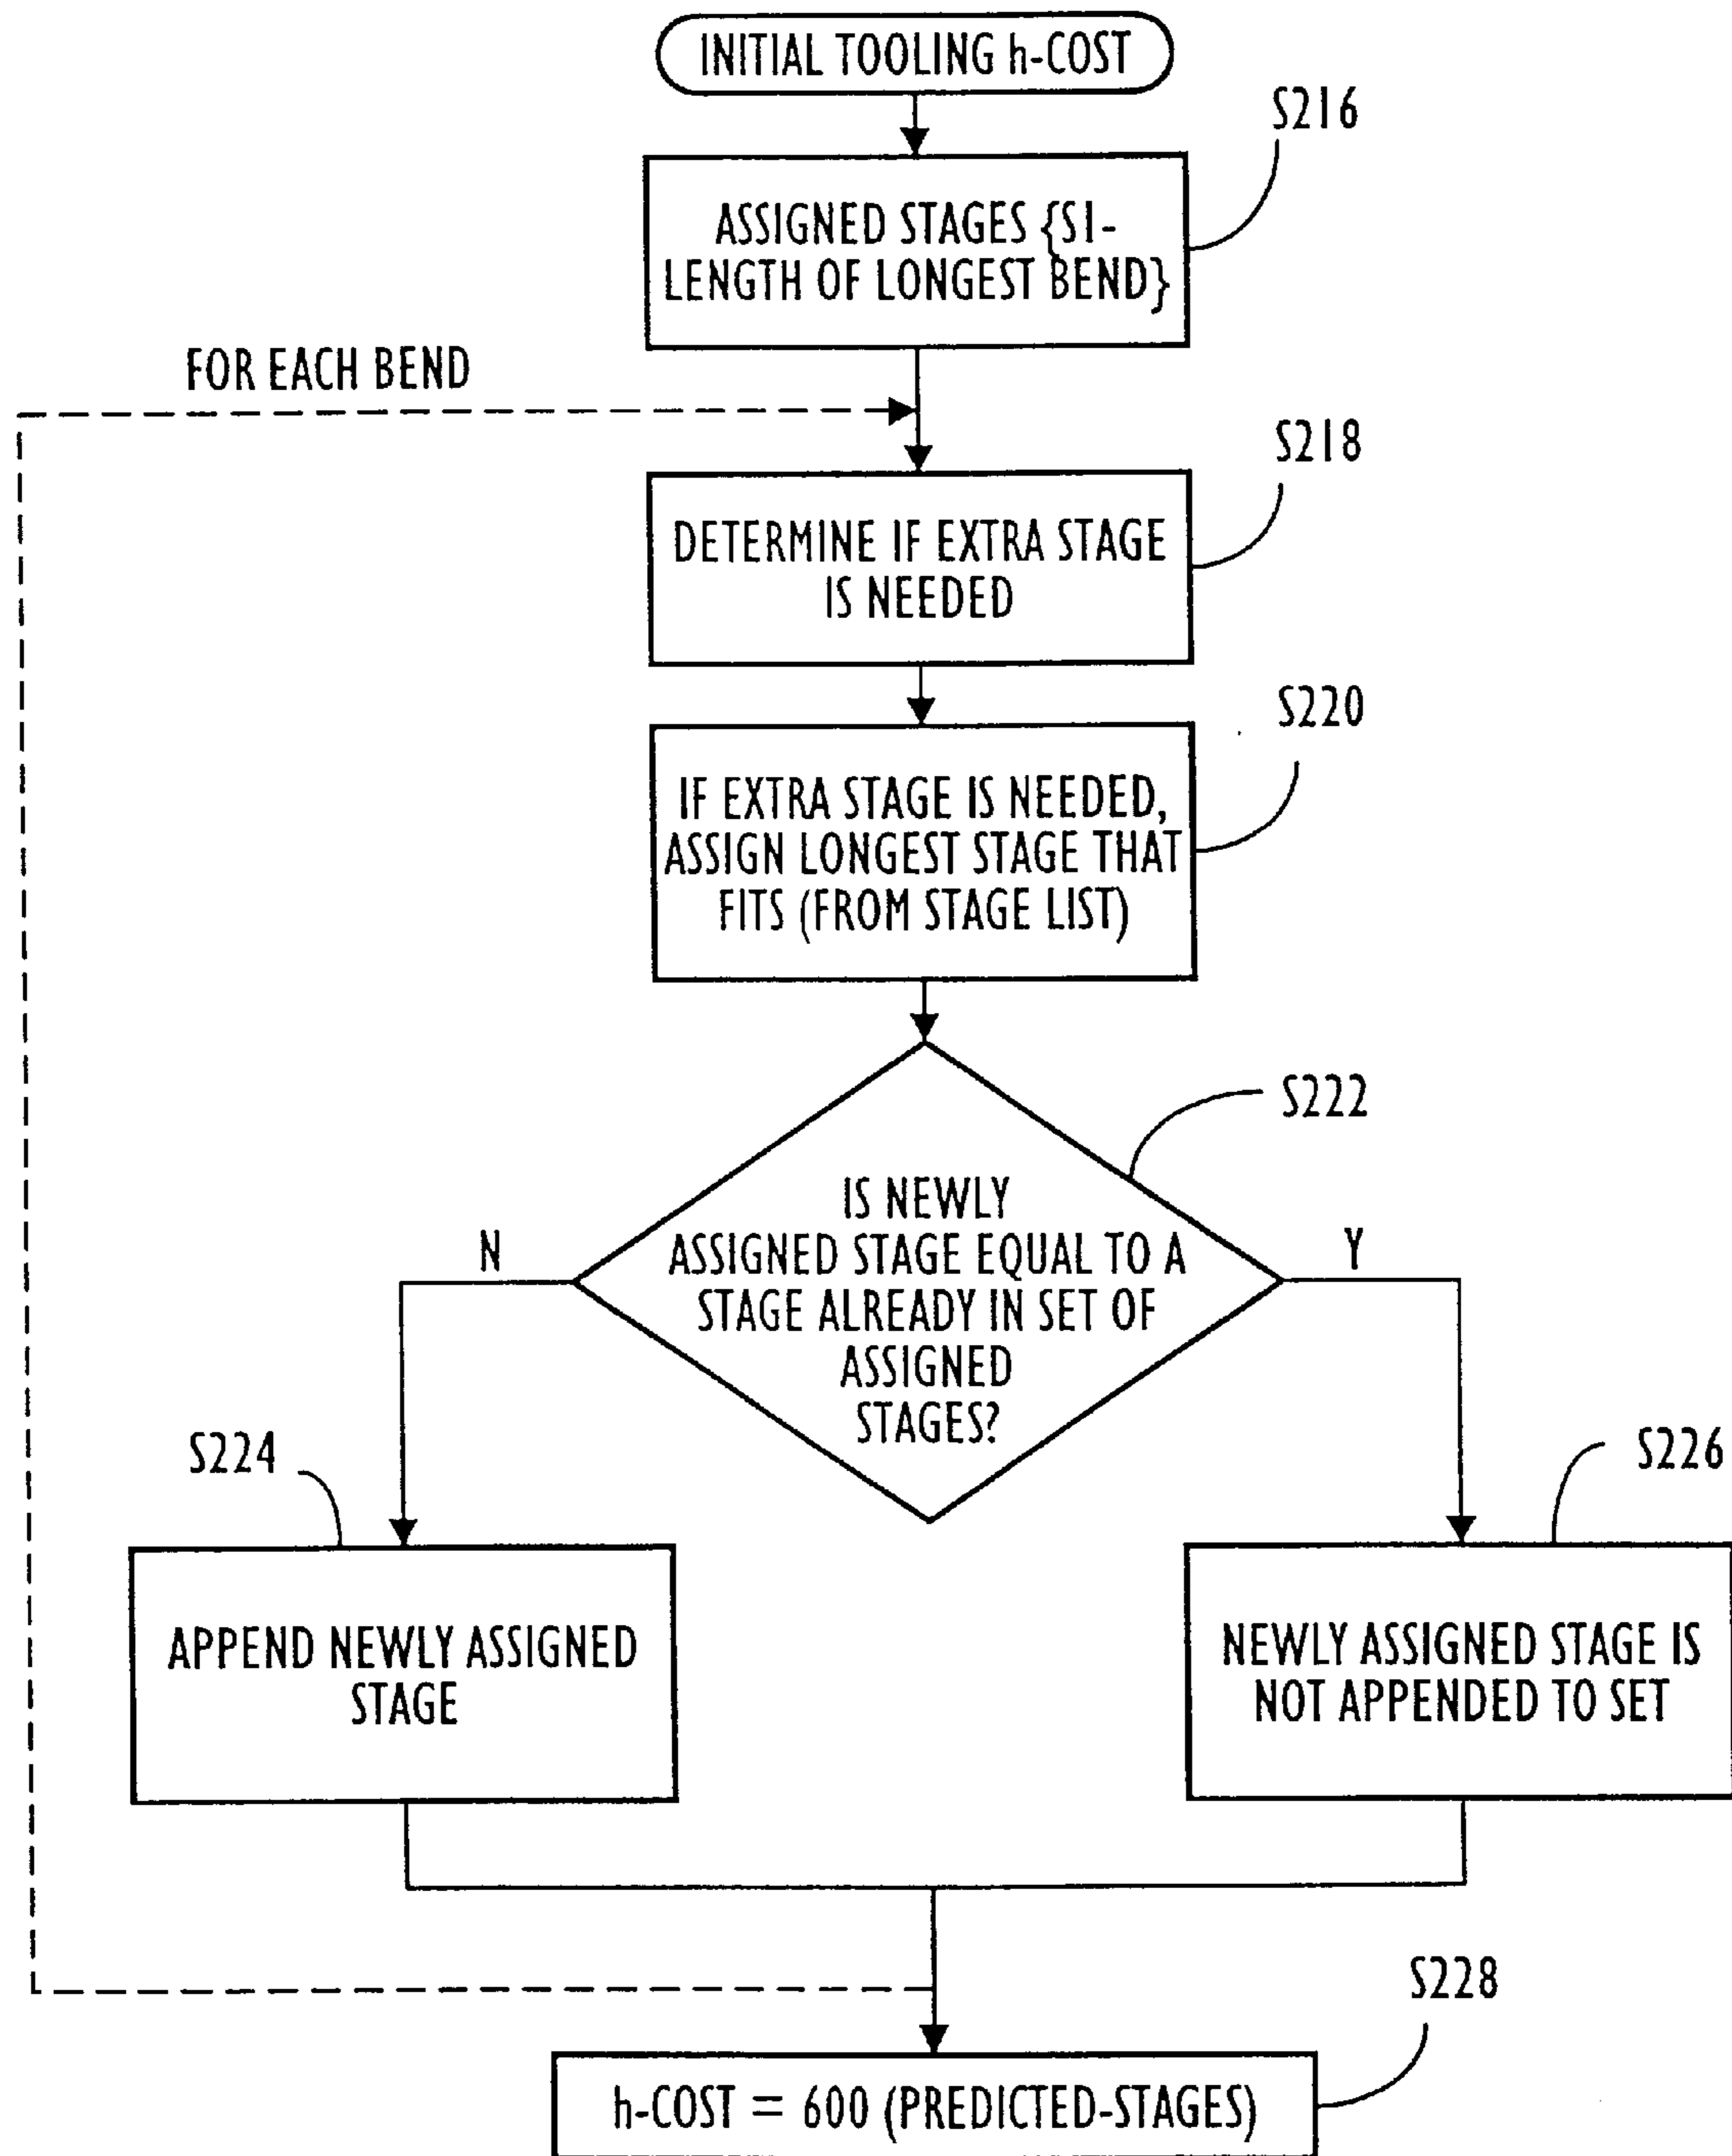 INITIAL TOOLING h-COST
S216
ASSIGNED STAGES {S1-
LENGTH OF LONGEST BEND}
FOR EACH BEND
S218
DETERMINE IF EXTRA STAGE
IS NEEDED
S220
IF EXTRA STAGE IS NEEDED,
ASSIGN LONGEST STAGE THAT
FITS (FROM STAGE LIST)
S222
IS NEWLY
ASSIGNED STAGE EQUAL TO A
STAGE ALREADY IN SET OF
ASSIGNED
STAGES?
N
Y
S224
S226
APPEND NEWLY ASSIGNED
STAGE
NEWLY ASSIGNED STAGE IS
NOT APPENDED TO SET
S228
h-COST = 600 (PREDICTED-STAGES)